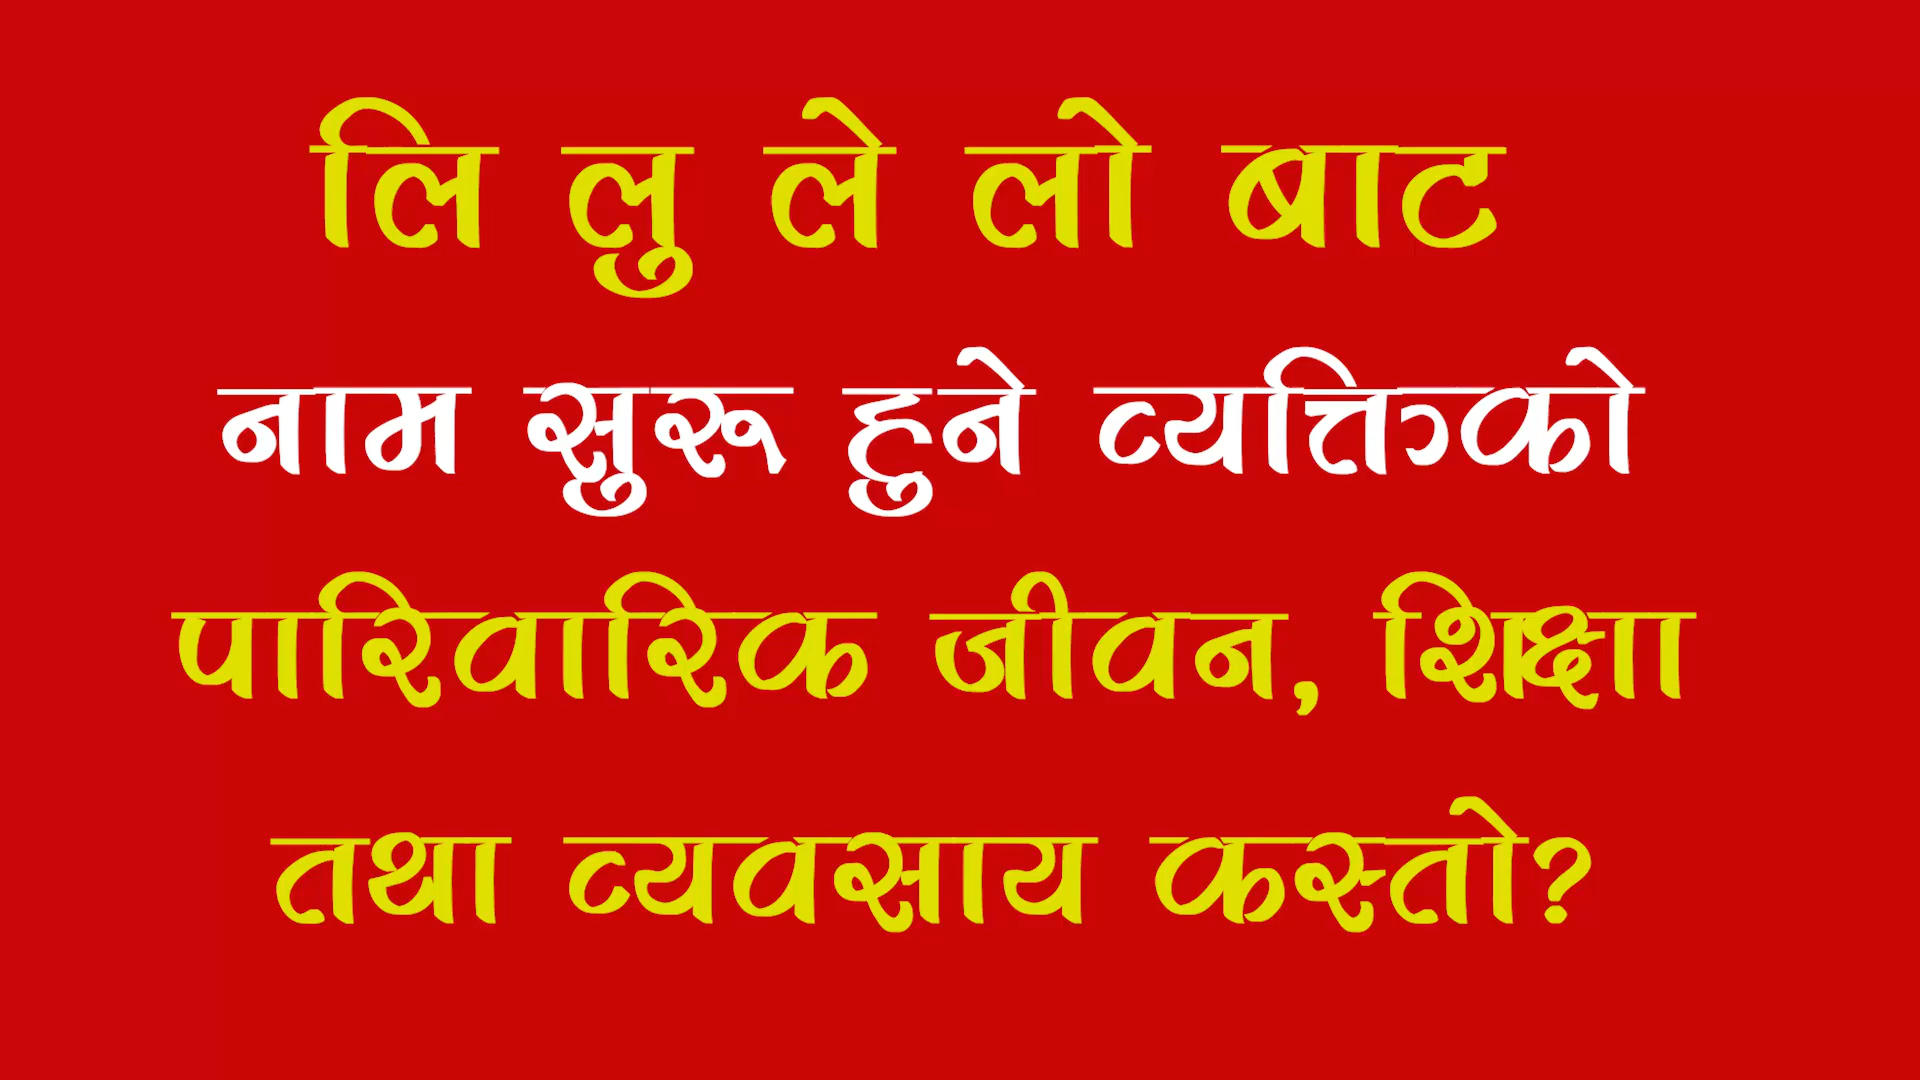 लि लु ले लो बाट
नाम सुरू हुने व्यक्तिको
पारिवारिक जीवन, शिक्षा
तथा व्यवसाय कस्तो?